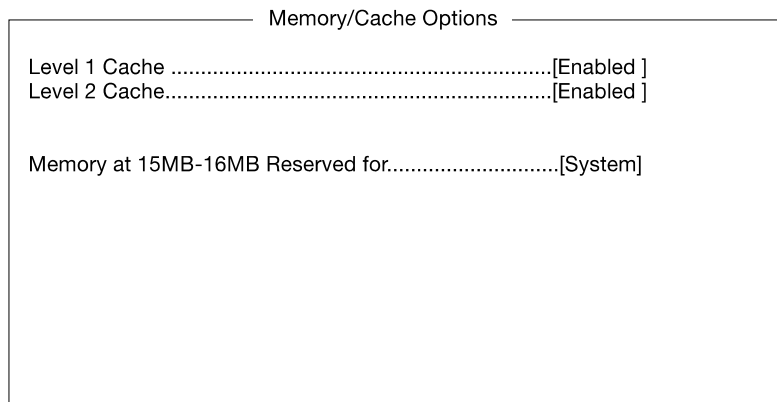 Memory/Cache Options
Level 1 Cache ................................................................[Enabled ]
Level 2 Cache.................................................................[Enabled ]
Memory at 15MB-16MB Reserved for.............................[System]